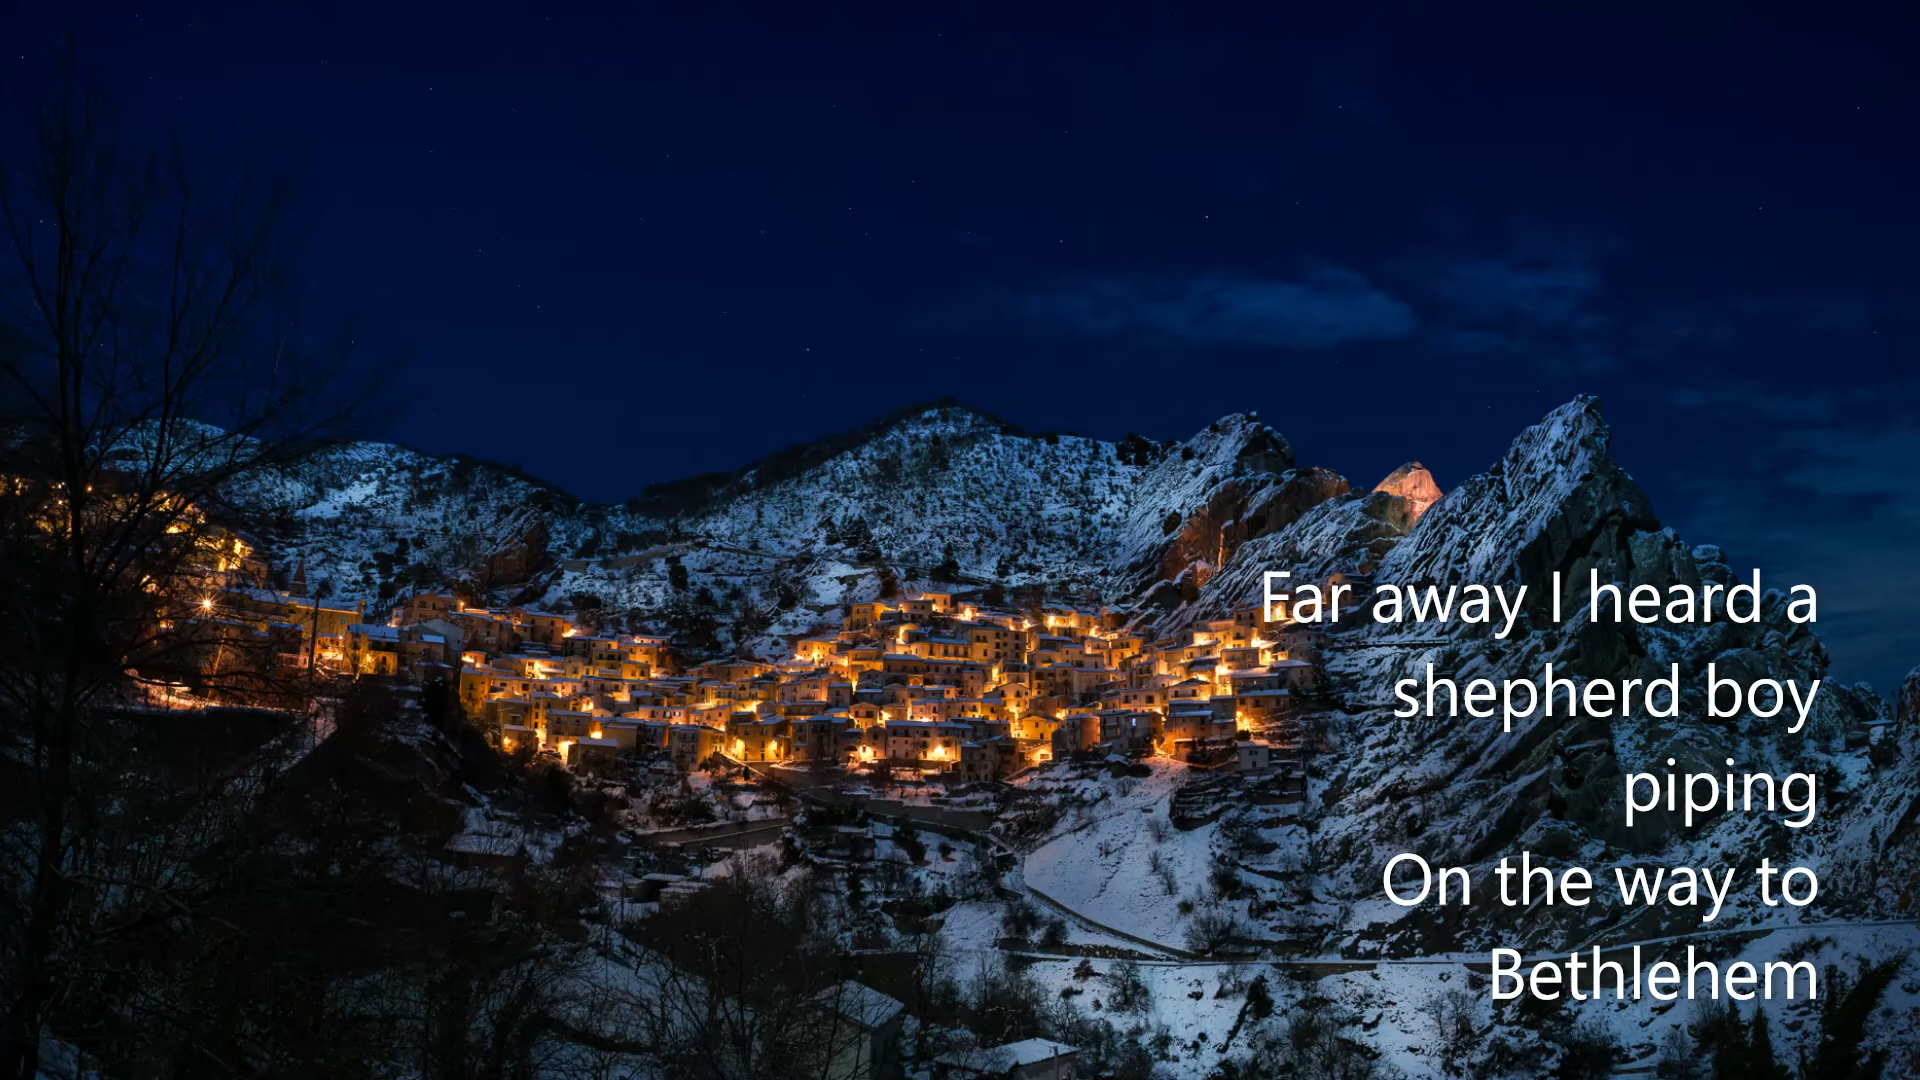 Far away I heard a
shepherd boy
piping
On the way to
Bethlehem